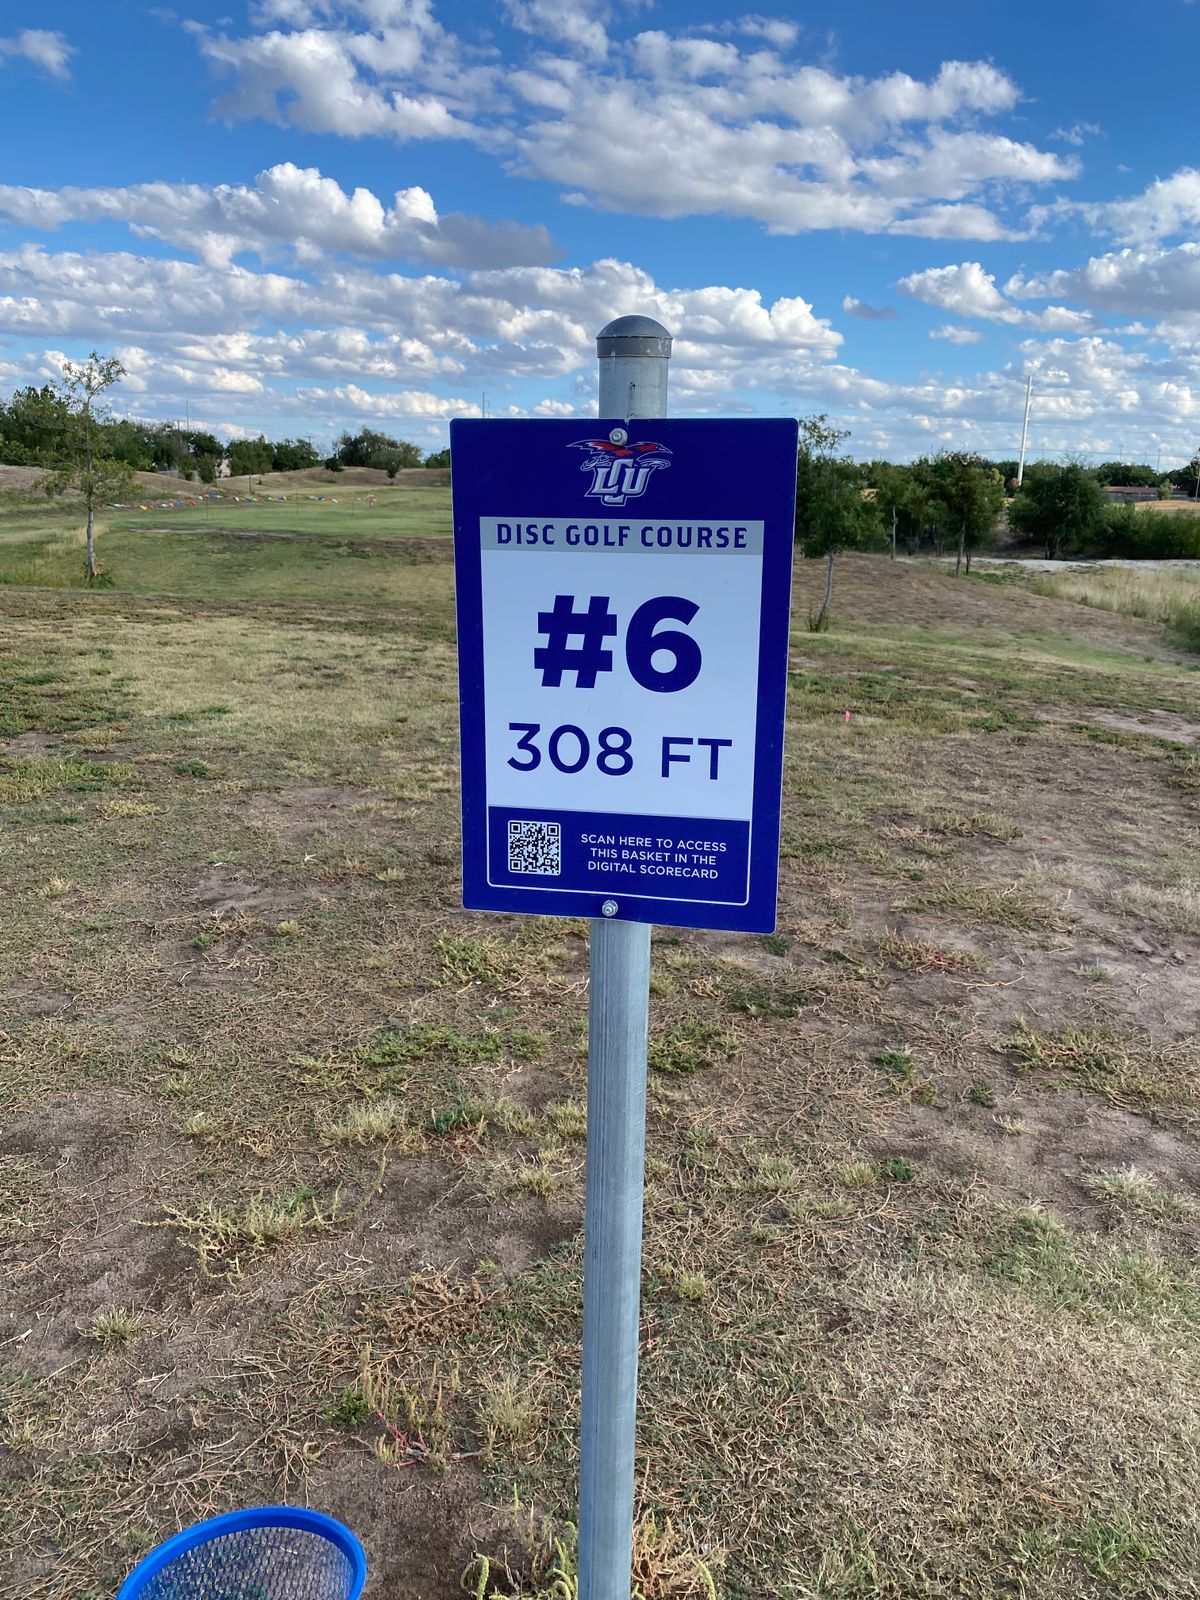 LCU
DISC GOLF COURSE
#6
308 FT
SCAN HERE TO ACCESS
THIS BASKET IN THE
DIGITAL SCORECARD